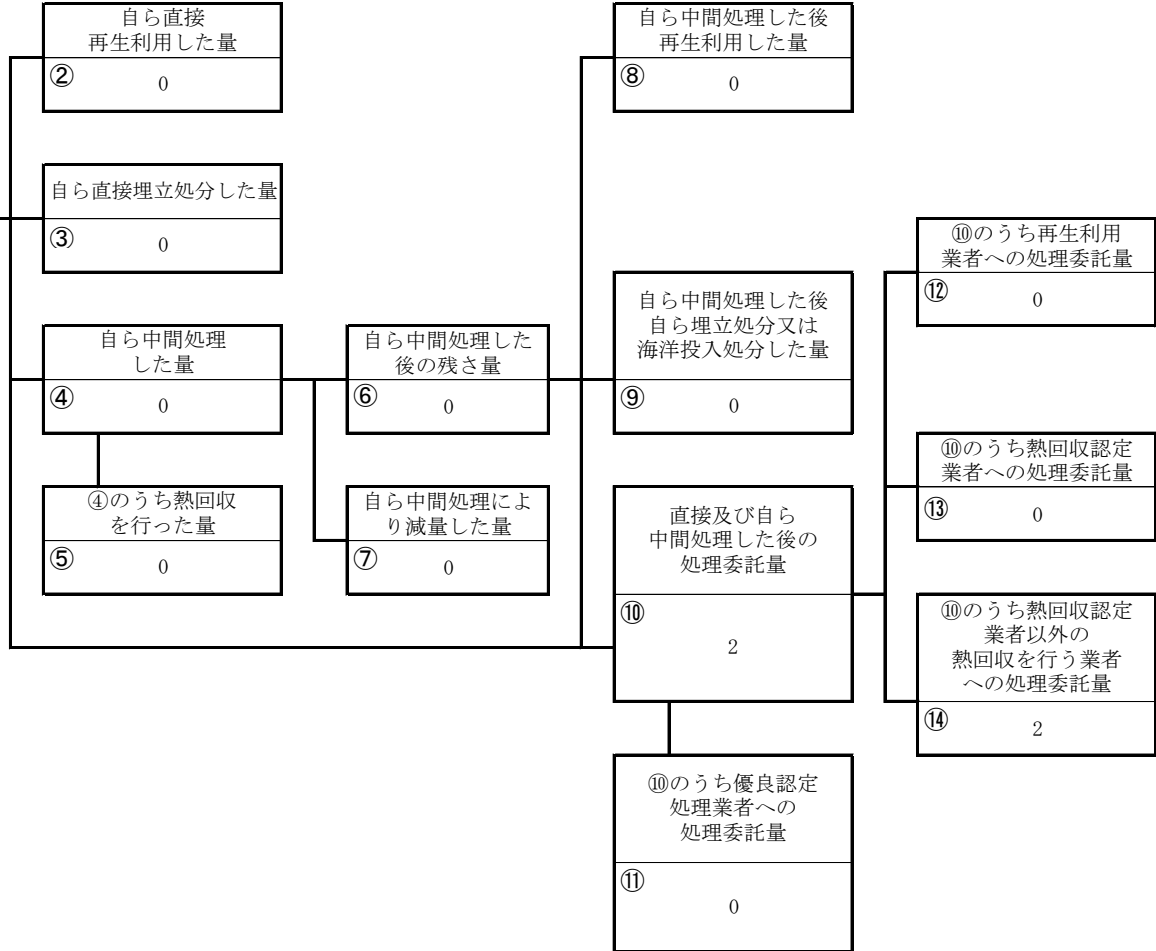 自ら直接
再生利用した量
②
0
自ら直接埋立処分した量
③
0
自ら中間処理
した量
④
0
④のうち熱回収
を行った量
⑤
0
自ら中間処理した
後の残さ量
⑥
0
自ら中間処理によ
り減量した量
⑦
0
自ら中間処理した後
再生利用した量
⑧
0
自ら中間処理した後
自ら埋立処分又は
海洋投入処分した量
⑨
0
直接及び自ら
中間処理した後の
処理委託量
⑩
2
⑩のうち優良認定
処理業者への
処理委託量
⑪
0
⑩のうち再生利用
業者への処理委託量
⑫
0
⑩のうち熱回収認定
業者への処理委託量
⑬
0
⑩のうち熱回収認定
業者以外の
熱回収を行う業者
への処理委託量
⑭
2